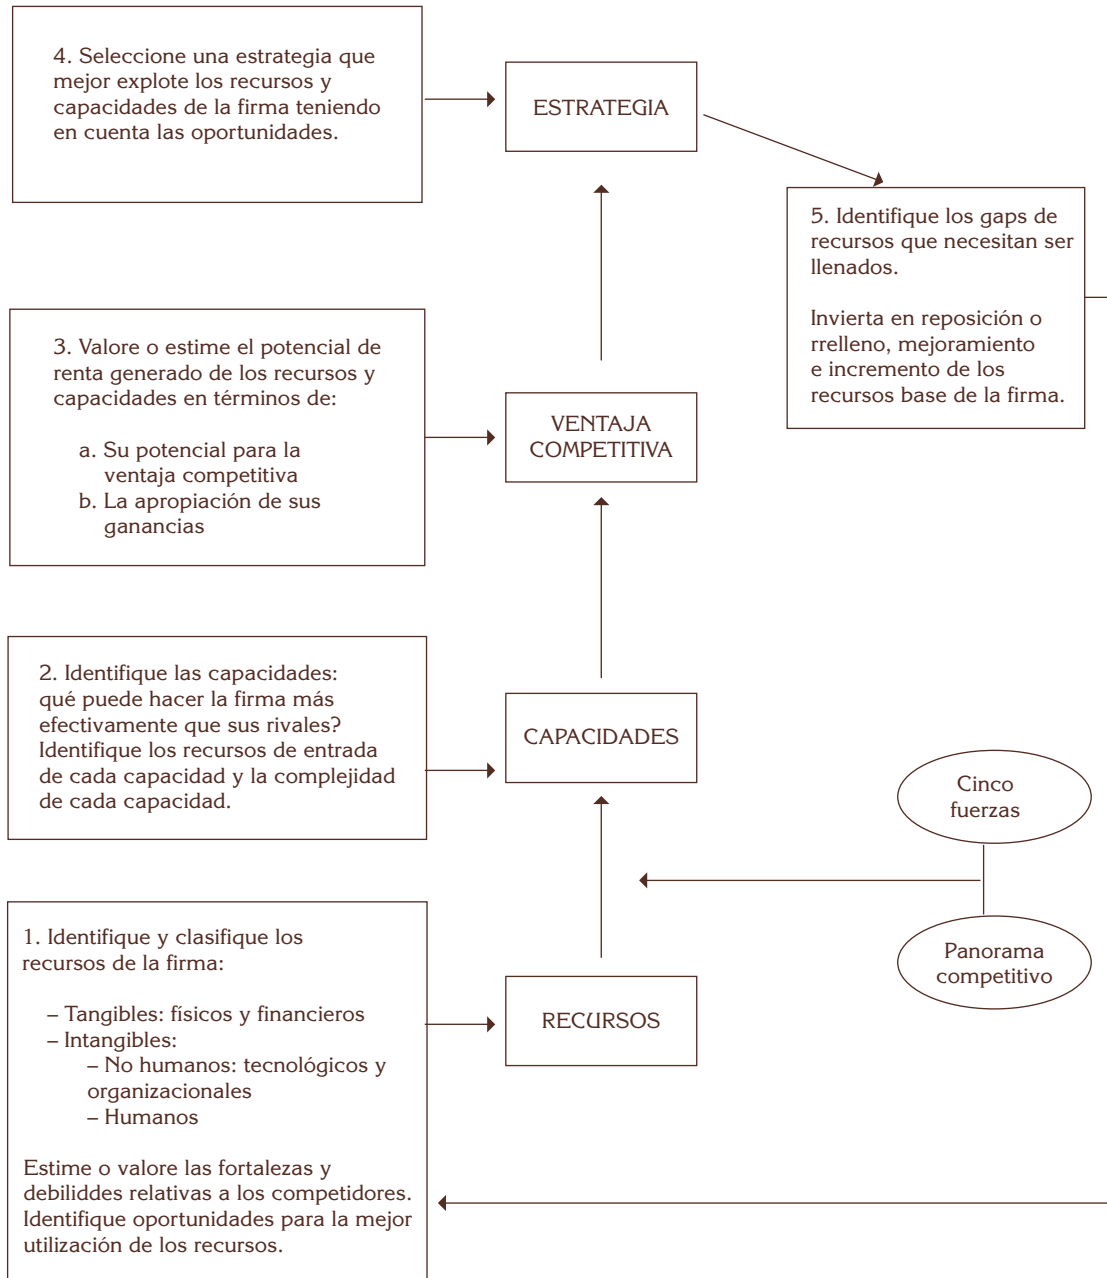 4. Seleccione una estrategia que
mejor explote los recursos y
capacidades de la firma teniendo
en cuenta las oportunidades.
ESTRATEGIA
5. Identifique los gaps de
recursos que necesitan ser
llenados.
Invierta en reposición o
rrelleno, mejoramiento
e incremento de los
recursos base de la firma.
3. Valore o estime el potencial de
renta generado de los recursos y
capacidades en términos de:
a. Su potencial para la
ventaja competitiva
b. La apropiación de sus
ganancias
VENTAJA
COMPETITIVA
2. Identifique las capacidades:
qué puede hacer la firma más
efectivamente que sus rivales?
Identifique los recursos de entrada
de cada capacidad y la complejidad
de cada capacidad.
CAPACIDADES
Cinco
fuerzas
Panorama
competitivo
1. Identifique y clasifique los
recursos de la firma:
– Tangibles: físicos y financieros
– Intangibles:
– No humanos: tecnológicos y
organizacionales
– Humanos
Estime o valore las fortalezas y
debiliddes relativas a los competidores.
Identifique oportunidades para la mejor
utilización de los recursos.
RECURSOS